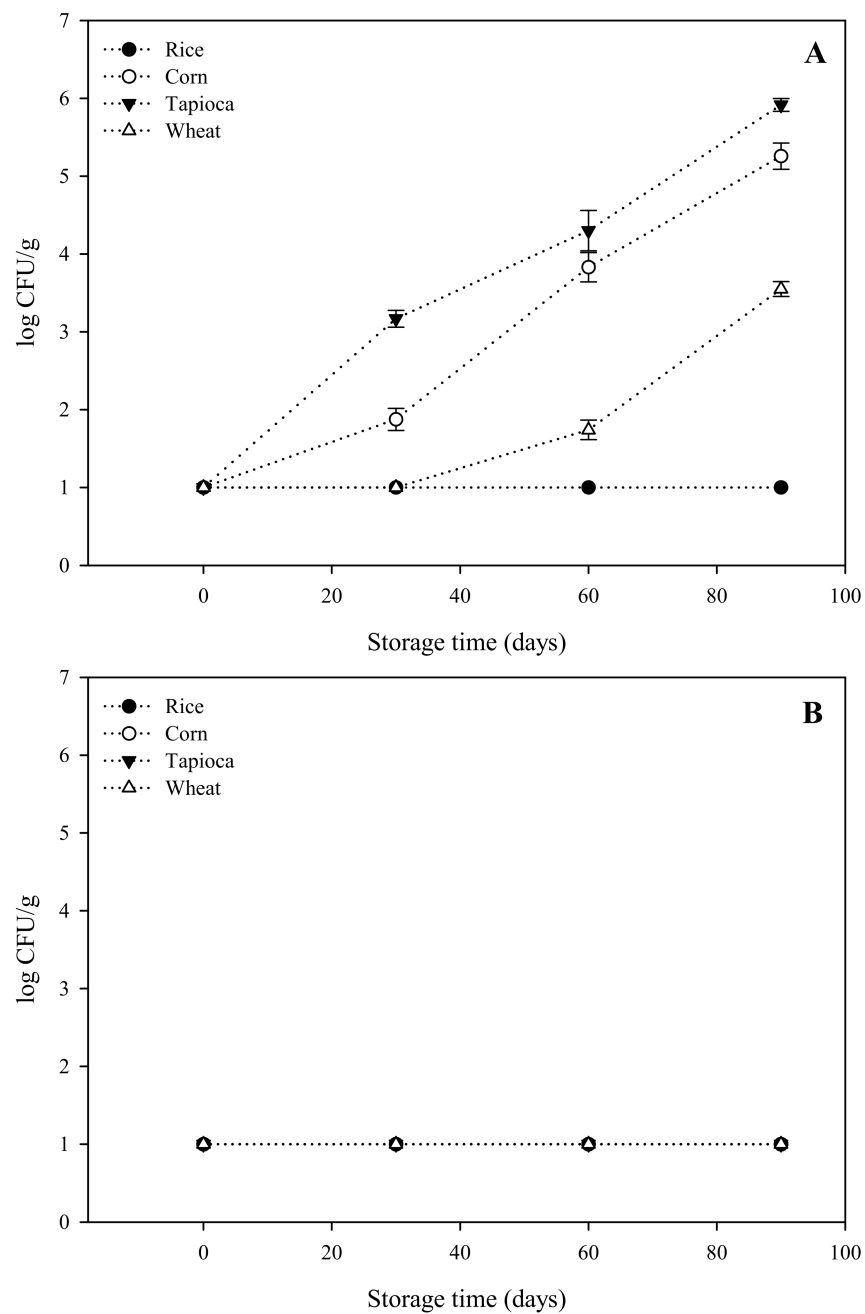 7
6
5
4
3
2
1
0
log CFU/g
Rice
Corn
Tapioca
Wheat
A
0 20 40 60 80 100
Storage time (days)
7
6
5
4
3
2
1
0
log CFU/g
Rice
Corn
Tapioca
Wheat
B
0 20 40 60 80 100
Storage time (days)